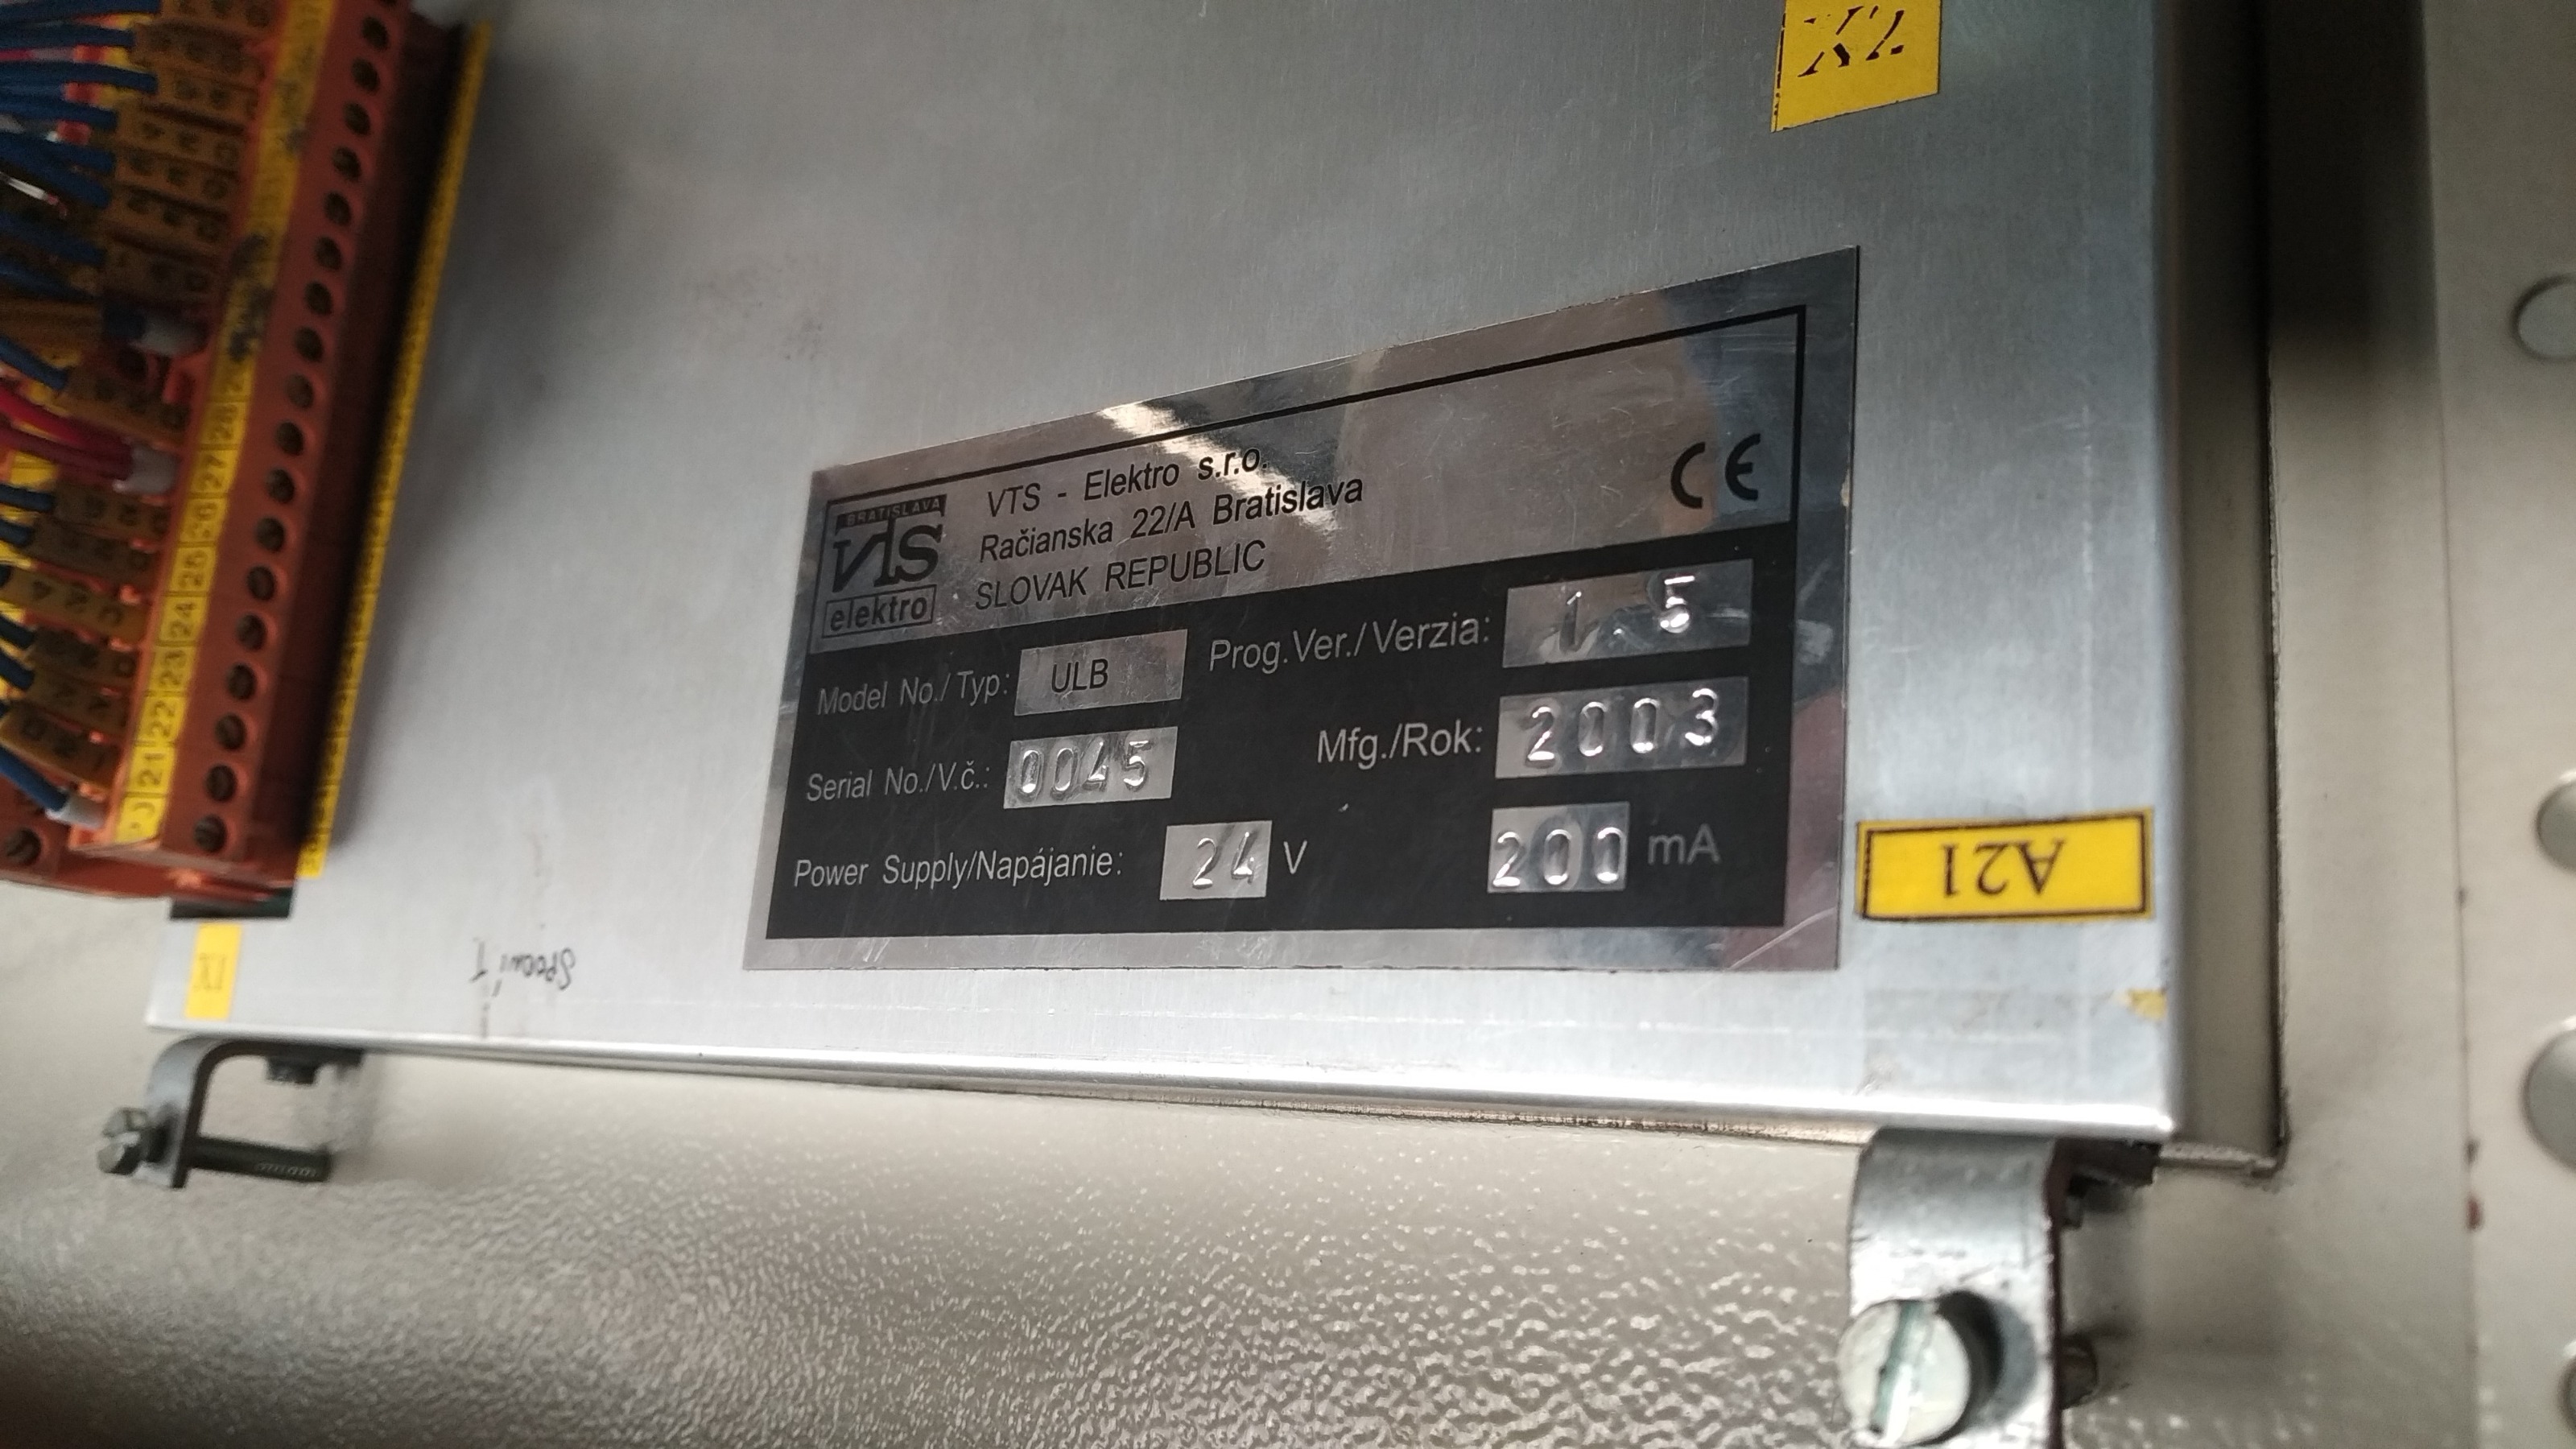 X2
BRATISLAVA
VTS
elektro
VTS - Elektro s.r.o.
Račianska 22/A Bratislava
SLOVAK REPUBLIC
CE
Model No./Typ: ULB
Prog.Ver./Verzia: 1.5
Serial No./V.č.: 0045
Mfg./Rok: 2003
Power Supply/Napájanie: 24 V 200 mA
A21
28
27
26
25
24
23
22
21